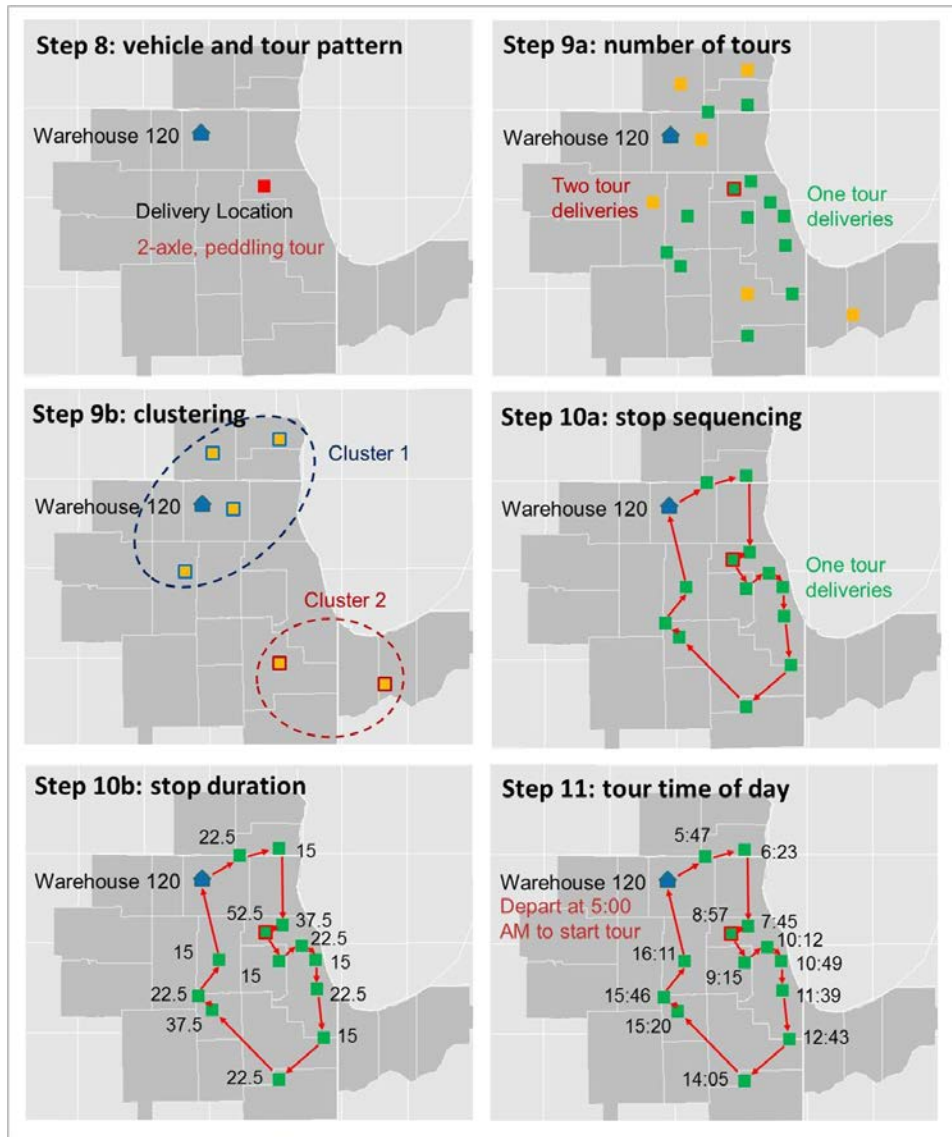 Step 8: vehicle and tour pattern
Warehouse 120
Delivery Location
2-axle, peddling tour
Step 9a: number of tours
Warehouse 120
Two tour
deliveries
One tour
deliveries
Step 9b: clustering
Cluster 1
Warehouse 120
Cluster 2
Step 10a: stop sequencing
Warehouse 120
One tour
deliveries
Step 10b: stop duration
22.5
15
Warehouse 120
52.5
37.5
22.5
15
15
15
22.5
22.5
37.5
15
22.5
Step 11: tour time of day
5:47
6:23
Warehouse 120
Depart at 5:00
AM to start tour
8:57
7:45
10:12
16:11
9:15
10:49
11:39
15:46
15:20
12:43
14:05